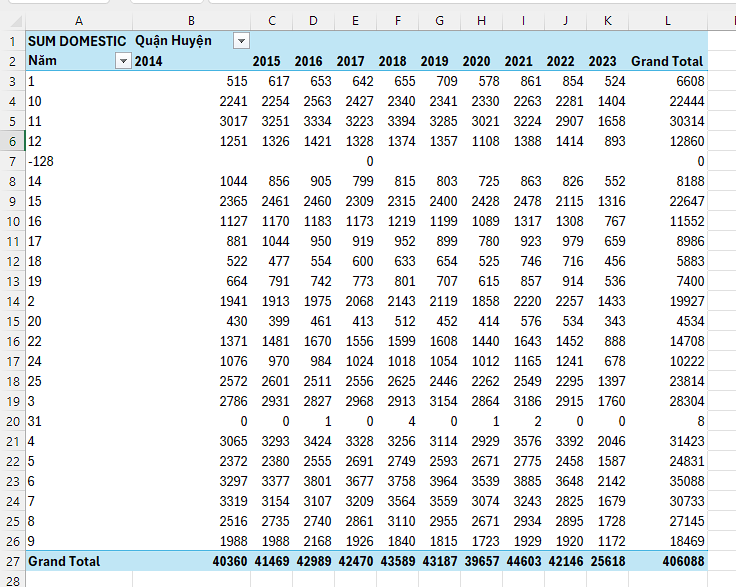 A B C D E F G H I J K L
1 SUM DOMESTIC Quận Huyện
2 Năm 2014 2015 2016 2017 2018 2019 2020 2021 2022 2023 Grand Total
3 1 515 617 653 642 655 709 578 861 854 524 6608
4 10 2241 2254 2563 2427 2340 2341 2330 2263 2281 1404 22444
5 11 3017 3251 3334 3223 3394 3285 3021 3224 2907 1658 30314
6 12 1251 1326 1421 1328 1374 1357 1108 1388 1414 893 12860
7 -128 0 0
8 14 1044 856 905 799 815 803 725 863 826 552 8188
9 15 2365 2461 2460 2309 2315 2400 2428 2478 2115 1316 22647
10 16 1127 1170 1183 1173 1219 1199 1089 1317 1308 767 11552
11 17 881 1044 950 919 952 899 780 923 979 659 8986
12 18 522 477 554 600 633 654 525 746 716 456 5883
13 19 664 791 742 773 801 707 615 857 914 536 7400
14 2 1941 1913 1975 2068 2143 2119 1858 2220 2257 1433 19927
15 20 430 399 461 413 512 452 414 576 534 343 4534
16 22 1371 1481 1670 1556 1599 1608 1440 1643 1452 888 14708
17 24 1076 970 984 1024 1018 1054 1012 1165 1241 678 10222
18 25 2572 2601 2511 2556 2625 2446 2262 2549 2295 1397 23814
19 3 2786 2931 2827 2968 2913 3154 2864 3186 2915 1760 28304
20 31 0 0 1 0 4 0 1 2 0 0 8
21 4 3065 3293 3424 3328 3256 3114 2929 3576 3392 2046 31423
22 5 2372 2380 2555 2691 2749 2593 2671 2775 2458 1587 24831
23 6 3297 3377 3801 3677 3758 3964 3539 3885 3648 2142 35088
24 7 3319 3154 3107 3209 3564 3559 3074 3243 2825 1679 30733
25 8 2516 2735 2740 2861 3110 2955 2671 2934 2895 1728 27145
26 9 1988 1988 2168 1926 1840 1815 1723 1929 1920 1172 18469
27 Grand Total 40360 41469 42989 42470 43589 43187 39657 44603 42146 25618 406088
28